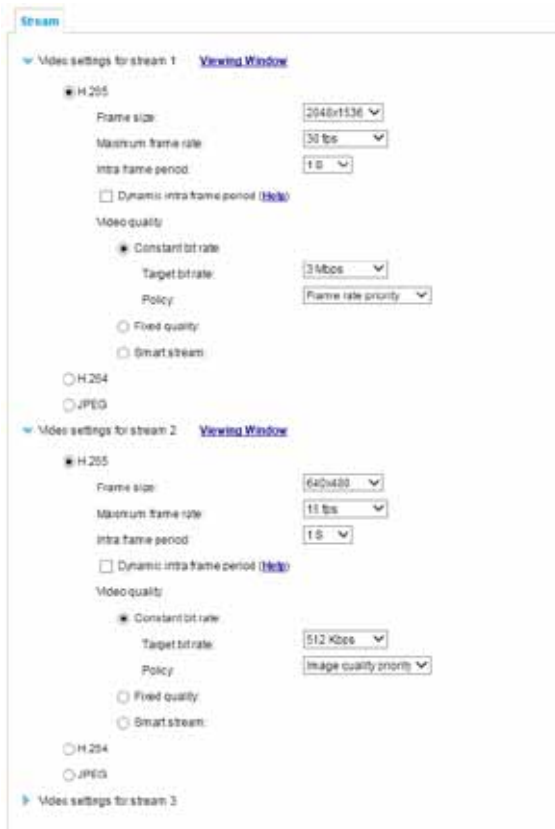 Stream
Video settings for stream 1 Viewing Window
H.265
Frame size: 2048x1536
Maximum frame rate: 30 fps
Intra frame period: 1 S
Dynamic intra frame period (Help)
Video quality
Constant bit rate:
Target bit rate: 3 Mbps
Policy: Frame rate priority
Fixed quality:
Smart stream:
H.264
JPEG
Video settings for stream 2 Viewing Window
H.265
Frame size: 640x480
Maximum frame rate: 15 fps
Intra frame period: 1 S
Dynamic intra frame period (Help)
Video quality
Constant bit rate:
Target bit rate: 512 Kbps
Policy: Image quality priority
Fixed quality:
Smart stream:
H.264
JPEG
Video settings for stream 3